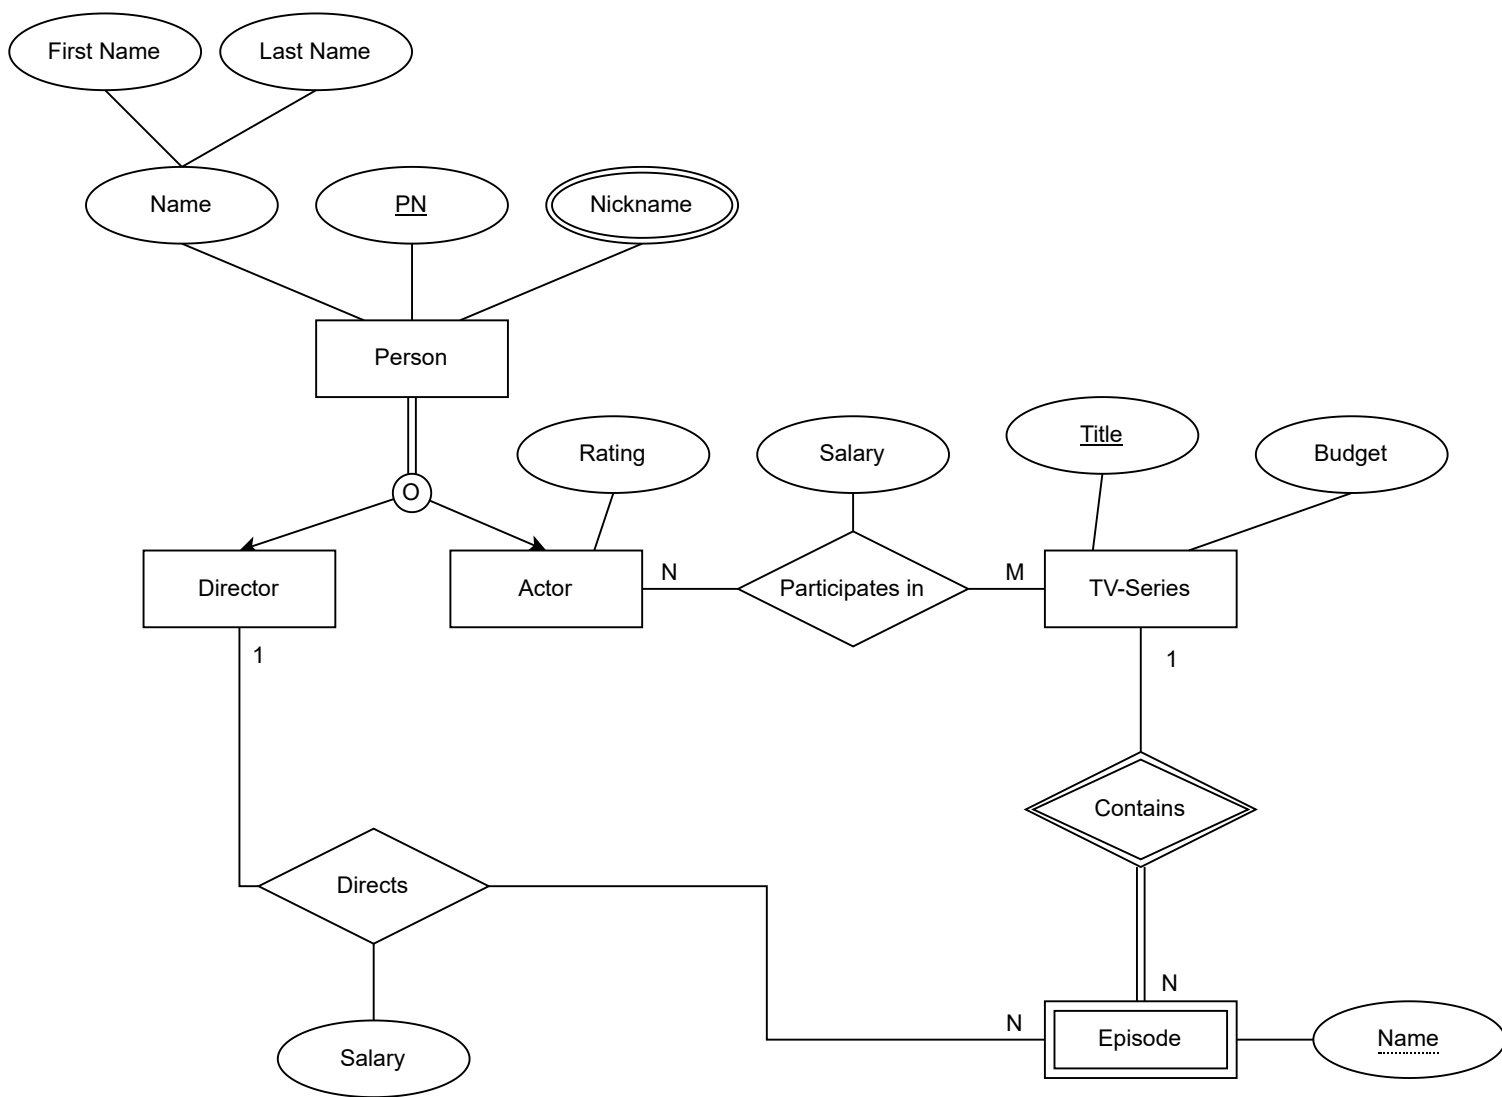 First Name
Last Name
Name
PN
Nickname
Person
Rating
Salary
Title
Budget
O
Director
Actor
N
Participates in
M
TV-Series
1
1
Contains
Directs
N
N
Episode
Name
Salary